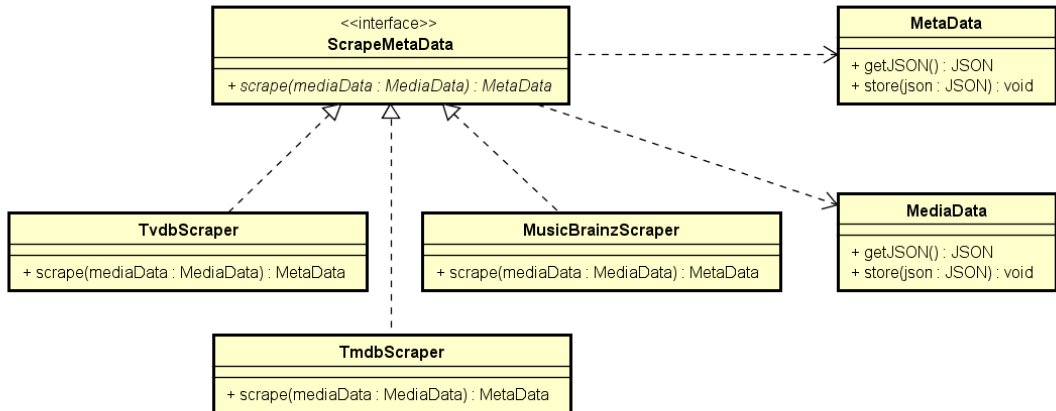 <<interface>>
ScrapeMetaData
+ scrape(mediaData : MediaData) : MetaData
MetaData
+ getJSON() : JSON
+ store(json : JSON) : void
TvdbScraper
+ scrape(mediaData : MediaData) : MetaData
MusicBrainzScraper
+ scrape(mediaData : MediaData) : MetaData
MediaData
+ getJSON() : JSON
+ store(json : JSON) : void
TmdbScraper
+ scrape(mediaData : MediaData) : MetaData